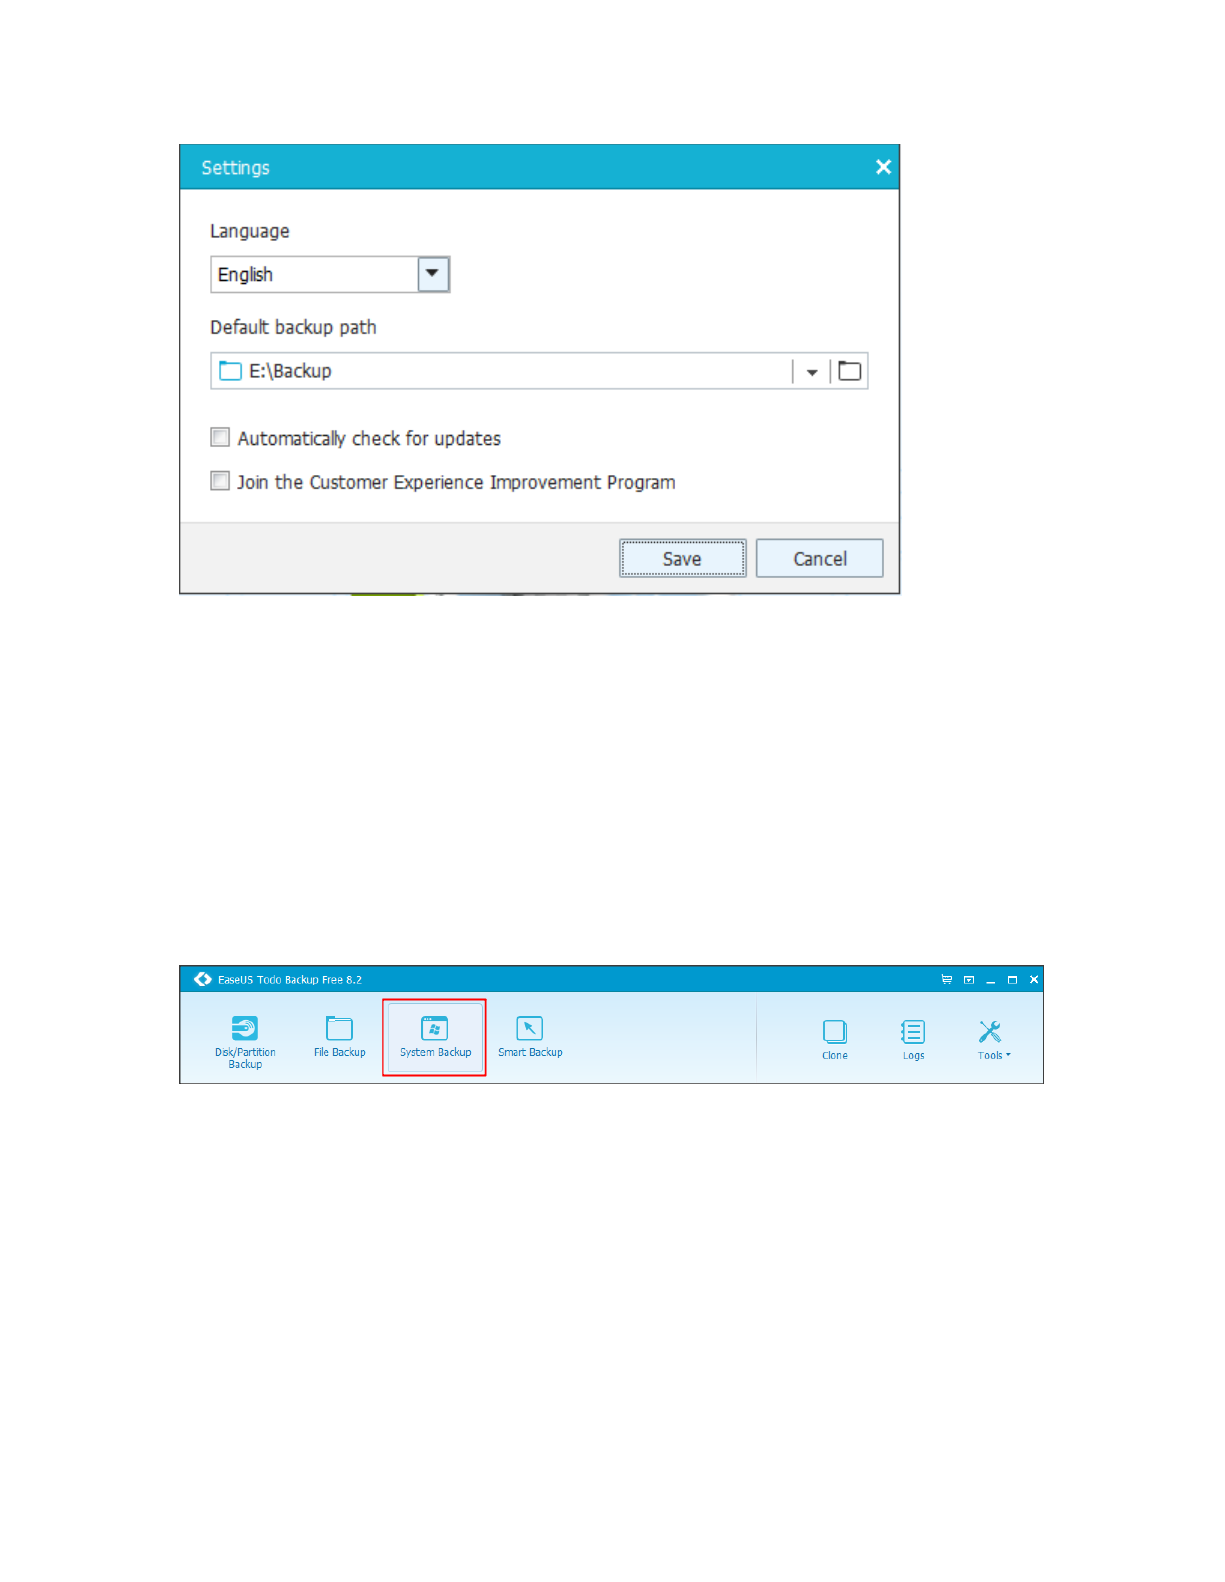 Settings
Language
English
Default backup path
E:\Backup
Automatically check for updates
Join the Customer Experience Improvement Program
Save Cancel
EaseUS Todo Backup Free 8.2
Disk/Partition Backup
File Backup
System Backup
Smart Backup
Clone
Logs
Tools